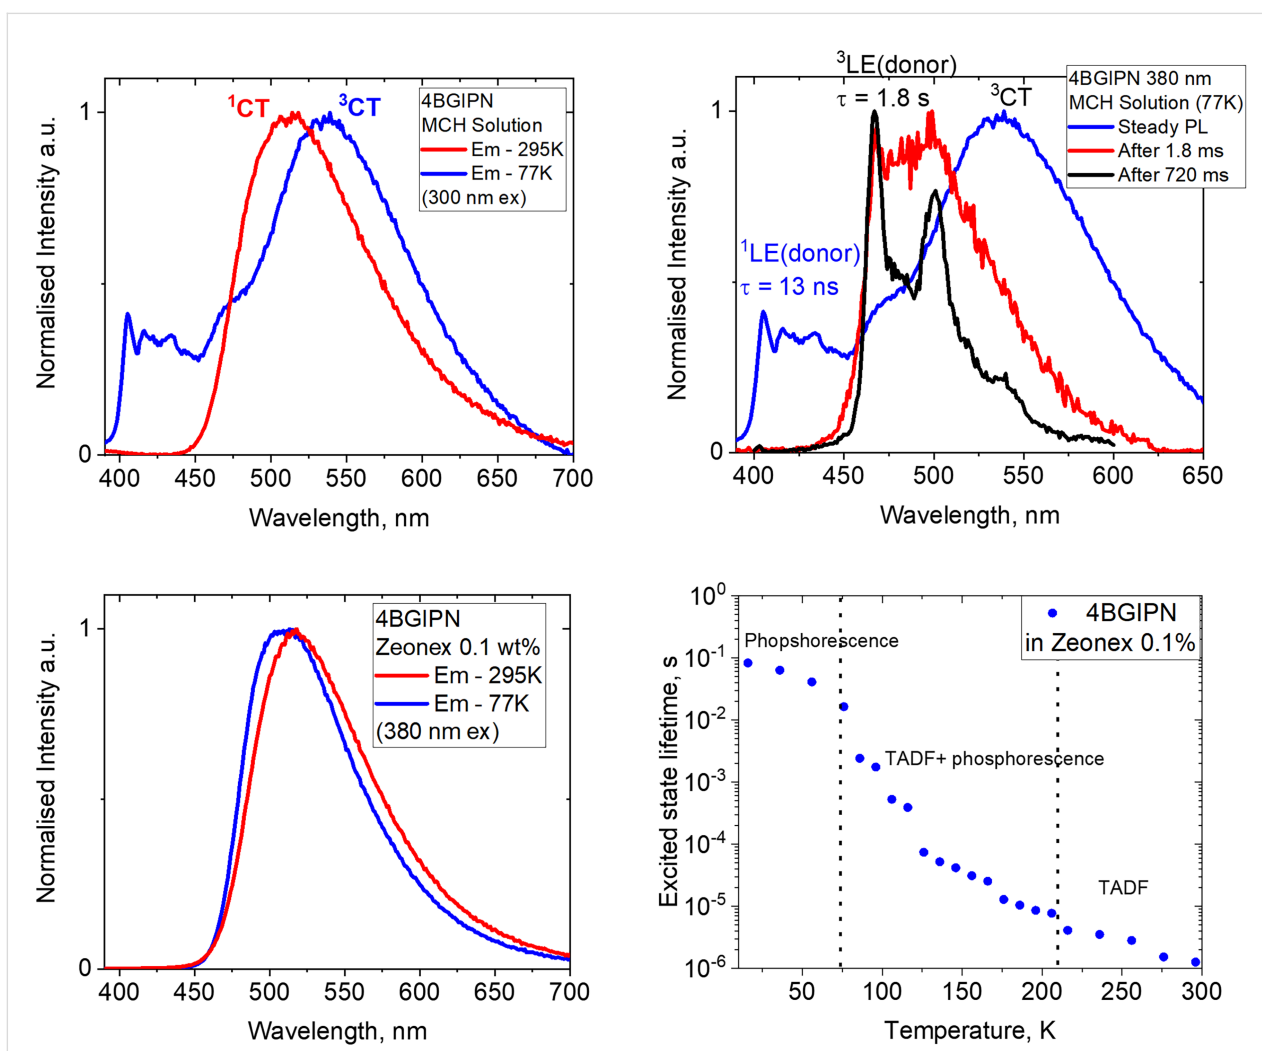 1
0
400
450
500
550
600
650
700
Wavelength, nm
Normalised Intensity a.u.
¹CT
³CT
4BGIPN
MCH Solution
Em - 295K
Em - 77K
(300 nm ex)
³LE(donor)
τ = 1.8 s
³CT
¹LE(donor)
τ = 13 ns
4BGIPN 380 nm
MCH Solution (77K)
Steady PL
After 1.8 ms
After 720 ms
1
0
400
450
500
550
600
650
Wavelength, nm
Normalised Intensity a.u.
1
0
400
450
500
550
600
650
700
Wavelength, nm
Normalised Intensity a.u.
4BGIPN
Zeonex 0.1 wt%
Em - 295K
Em - 77K
(380 nm ex)
10⁰
10⁻¹
10⁻²
10⁻³
10⁻⁴
10⁻⁵
10⁻⁶
50
100
150
200
250
300
Temperature, K
Excited state lifetime, s
4BGIPN
in Zeonex 0.1%
Phopshorescence
TADF+ phosphorescence
TADF